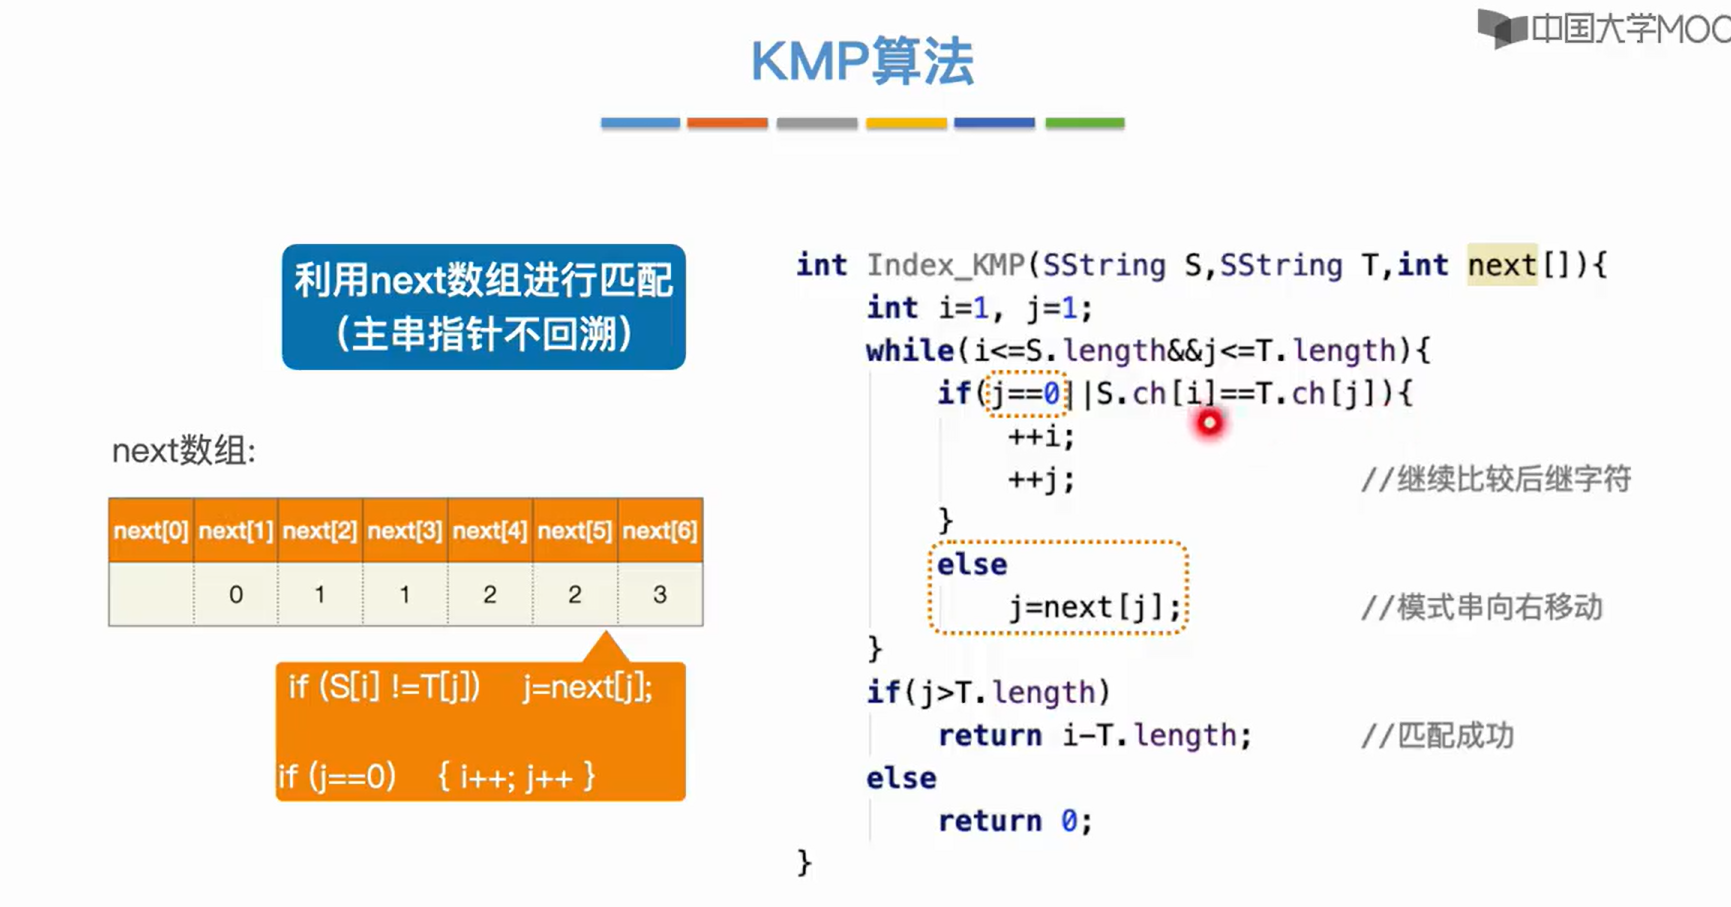 中国大学MOO
KMP算法
利用next数组进行匹配
（主串指针不回溯）
next数组:
next[0] next[1] next[2] next[3] next[4] next[5] next[6]
0 1 1 2 2 3
if (S[i] !=T[j]) j=next[j];
if (j==0) { i++; j++ }
int Index_KMP(SString S,SString T,int next[]){
int i=1, j=1;
while(i<=S.length&&j<=T.length){
if(j==0||S.ch[i]==T.ch[j]){
++i;
++j; //继续比较后继字符
}
else
j=next[j]; //模式串向右移动
}
if(j>T.length)
return i-T.length; //匹配成功
else
return 0;
}